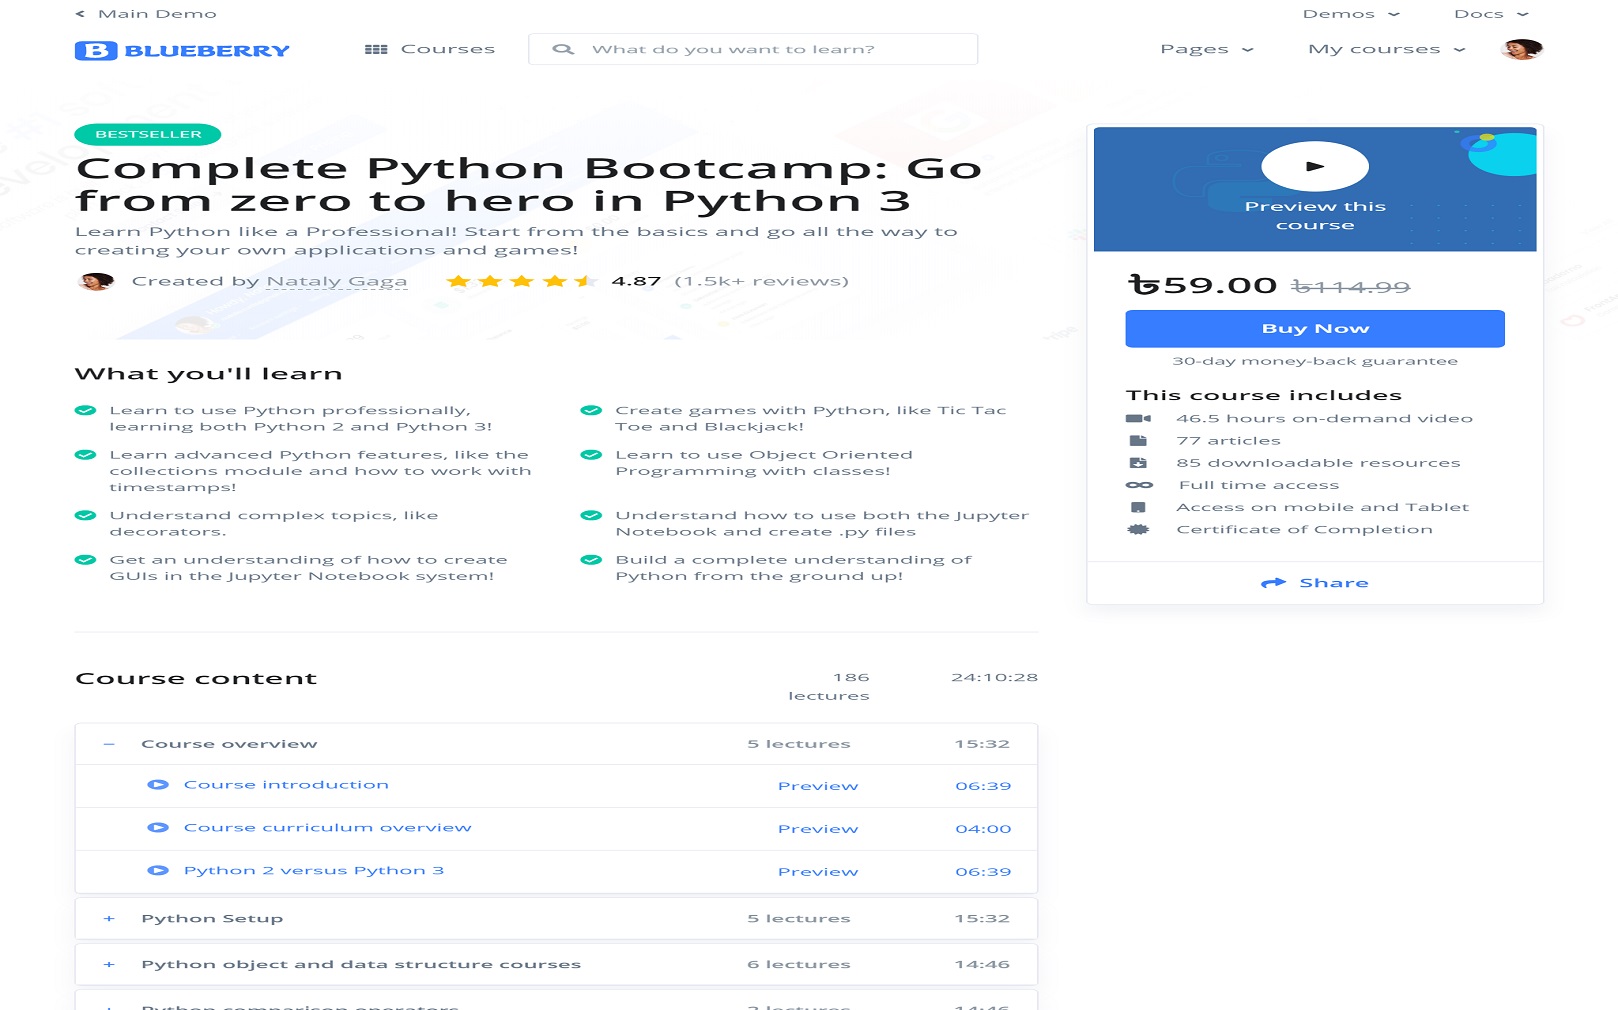 Main Demo
Demos
Docs
B BLUEBERRY
Courses
What do you want to learn?
Pages
My courses
BESTSELLER
Complete Python Bootcamp: Go
from zero to hero in Python 3
Learn Python like a Professional! Start from the basics and go all the way to
creating your own applications and games!
Created by Nataly Gaga
4.87 (1.5k+ reviews)
Preview this
course
৳59.00 ৳114.99
Buy Now
30-day money-back guarantee
This course includes
46.5 hours on-demand video
77 articles
85 downloadable resources
Full time access
Access on mobile and Tablet
Certificate of Completion
Share
What you'll learn
Learn to use Python professionally,
learning both Python 2 and Python 3!
Create games with Python, like Tic Tac
Toe and Blackjack!
Learn advanced Python features, like the
collections module and how to work with
timestamps!
Learn to use Object Oriented
Programming with classes!
Understand complex topics, like
decorators.
Understand how to use both the Jupyter
Notebook and create .py files
Get an understanding of how to create
GUIs in the Jupyter Notebook system!
Build a complete understanding of
Python from the ground up!
Course content
186
lectures
24:10:28
Course overview 5 lectures 15:32
Course introduction Preview 06:39
Course curriculum overview Preview 04:00
Python 2 versus Python 3 Preview 06:39
Python Setup 5 lectures 15:32
Python object and data structure courses 6 lectures 14:46
Python comparison operators